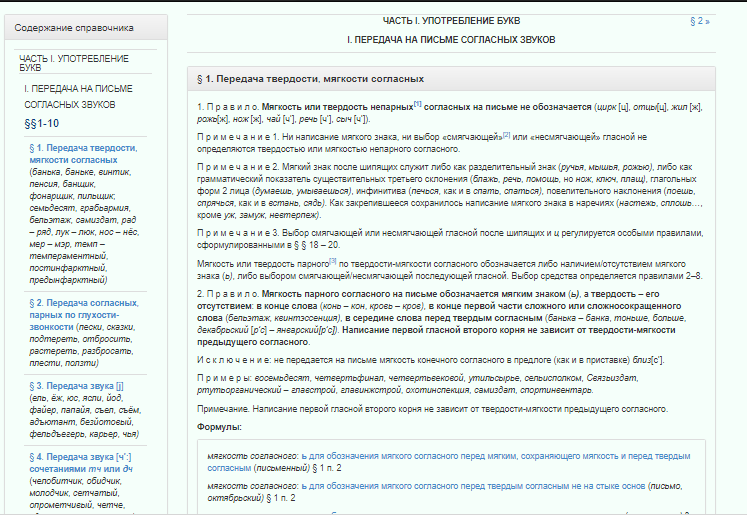 Содержание справочника
ЧАСТЬ I. УПОТРЕБЛЕНИЕ
БУКВ
I. ПЕРЕДАЧА НА ПИСЬМЕ
СОГЛАСНЫХ ЗВУКОВ
§§1-10
§ 1. Передача твердости,
мягкости согласных
(банька, баньке, винтик,
пенсия, банщик,
фонарщик, пильщик,
семьдесят, грабьармия,
бельэтаж, самиздат, рад
– ряд, лук – люк, нос – нёс,
мер – мэр, темп –
темпераментный,
постинфарктный,
предынфарктный)
§ 2. Передача согласных,
парных по глухости-
звонкости (пески, сказки,
подтереть, отбросить,
растереть, разбросать,
плести, ползти)
§ 3. Передача звука [j]
(ель, ёж, юс, ясли, йод,
файер, папайя, съел, съём,
адъютант, безйотовый,
фельдъегерь, карьер, чья)
§ 4. Передача звука [ч':]
сочетаниями тч или дч
(челобитчик, обидчик,
молодчик, сетчатый,
опрометчивый, четче,
ЧАСТЬ I. УПОТРЕБЛЕНИЕ БУКВ
§ 2 »
I. ПЕРЕДАЧА НА ПИСЬМЕ СОГЛАСНЫХ ЗВУКОВ
§ 1. Передача твердости, мягкости согласных
1. П р а в и л о. Мягкость или твердость непарных[1] согласных на письме не обозначается (цирк [ц], отцы[ц], жил [ж],
рожь[ж], нож [ж], чай [ч'], речь [ч'], сыч [ч']).
П р и м е ч а н и е 1. Ни написание мягкого знака, ни выбор «смягчающей»[2] или «несмягчающей» гласной не
определяются твердостью или мягкостью непарного согласного.
П р и м е ч а н и е 2. Мягкий знак после шипящих служит либо как разделительный знак (ручья, мышья, рожью), либо как
грамматический показатель существительных третьего склонения (блажь, речь, помощь, но нож, ключ, плащ), глагольных
форм 2 лица (думаешь, умываешься), инфинитива (печься, как и в спать, спаться), повелительного наклонения (поешь,
спрячься, как и в встань, сядь). Как закрепившееся сохранилось написание мягкого знака в наречиях (настежь, сплошь...,
кроме уж, замуж, невтерпеж).
П р и м е ч а н и е 3. Выбор смягчающей или несмягчающей гласной после шипящих и ц регулируется особыми правилами,
сформулированными в § § 18 – 20.
Мягкость или твердость парного[3] по твердости-мягкости согласного обозначается либо наличием/отсутствием мягкого
знака (ь), либо выбором смягчающей/несмягчающей последующей гласной. Выбор средства определяется правилами 2–8.
2. П р а в и л о. Мягкость парного согласного на письме обозначается мягким знаком (ь), а твердость – его
отсутствием: в конце слова (конь – кон, кровь – кров), в конце первой части сложного или сложносокращенного
слова (бельэтаж, квинтэссенция), в середине слова перед твердым согласным (банька – банка, тоньше, больше,
декабрьский [р'с] – январский[р'с]). Написание первой гласной второго корня не зависит от твердости-мягкости
предыдущего согласного.
И с к л ю ч е н и е: не передается на письме мягкость конечного согласного в предлоге (как и в приставке) близ[с'].
П р и м е р ы: восемьдесят, четвертьфинал, четвертьвековой, утильсырье, сельисполком, Связьиздат,
ртутьорганический – главстрой, главинжстрой, охотинспекция, самиздат, спортинвентарь.
Примечание. Написание первой гласной второго корня не зависит от твердости-мягкости предыдущего согласного.
Формулы:
мягкость согласного: ь для обозначения мягкого согласного перед мягким, сохраняющего мягкость и перед твердым
согласным (письменный) § 1 п. 2
мягкость согласного: ь для обозначения мягкого согласного перед твердым согласным не на стыке основ (письмо,
октябрьский) § 1 п. 2